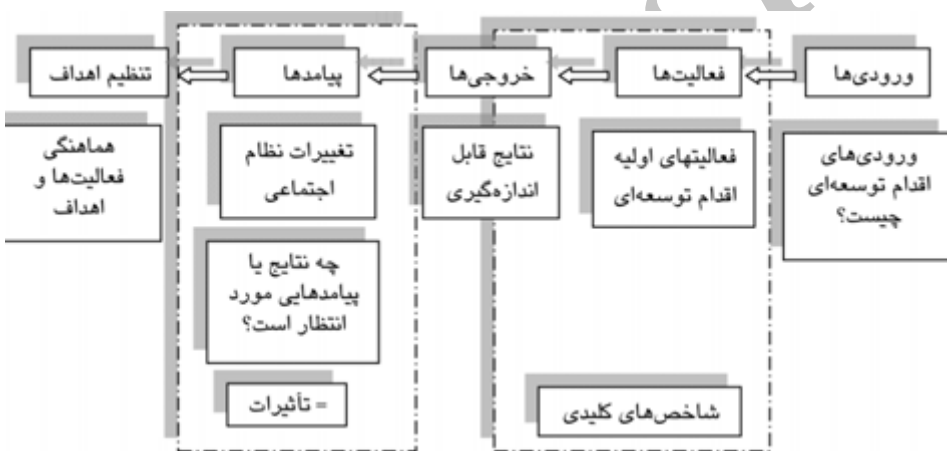 ورودی‌ها
فعالیت‌ها
خروجی‌ها
پیامدها
تنظیم اهداف
ورودی‌های
اقدام توسعه‌ای
چیست؟
فعالیتهای اولیه
اقدام توسعه‌ای
نتایج قابل
اندازه‌گیری
تغییرات نظام
اجتماعی
هماهنگی
فعالیت‌ها و
اهداف
چه نتایج یا
پیامدهایی مورد
انتظار است؟
شاخص‌های کلیدی
= تأثیرات